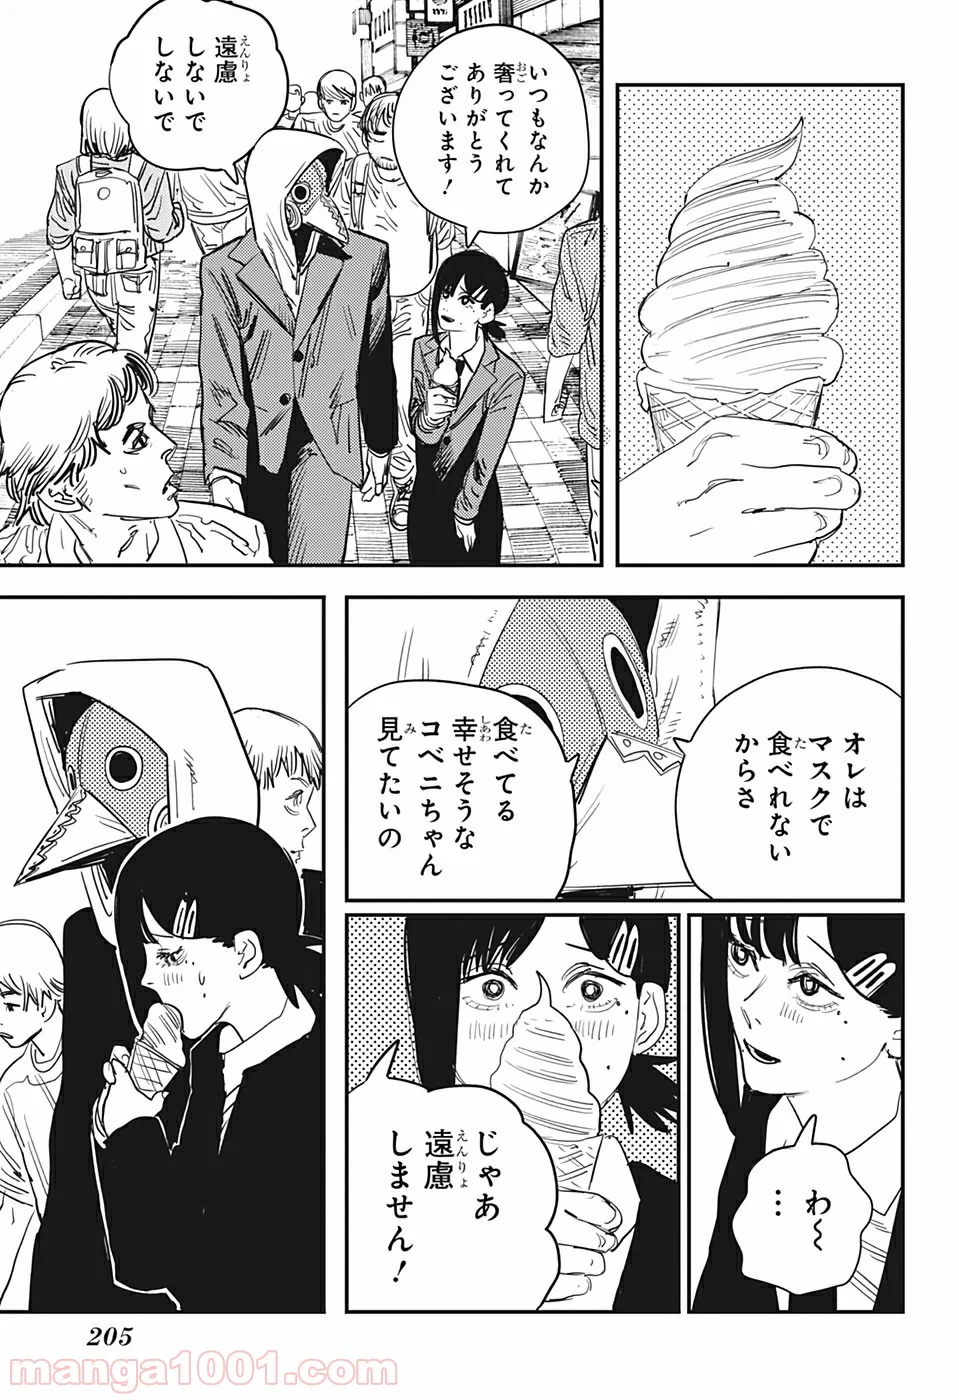 いつもなんか
奢ってくれて
ありがとう
ございます!
遠慮
しないで
しないで
オレは
マスクで
食べれない
からさ
食べてる
幸せそうな
コベニちゃん
見てたいの
わ〜
…
じゃあ
遠慮
しません!
205
manga1001.com